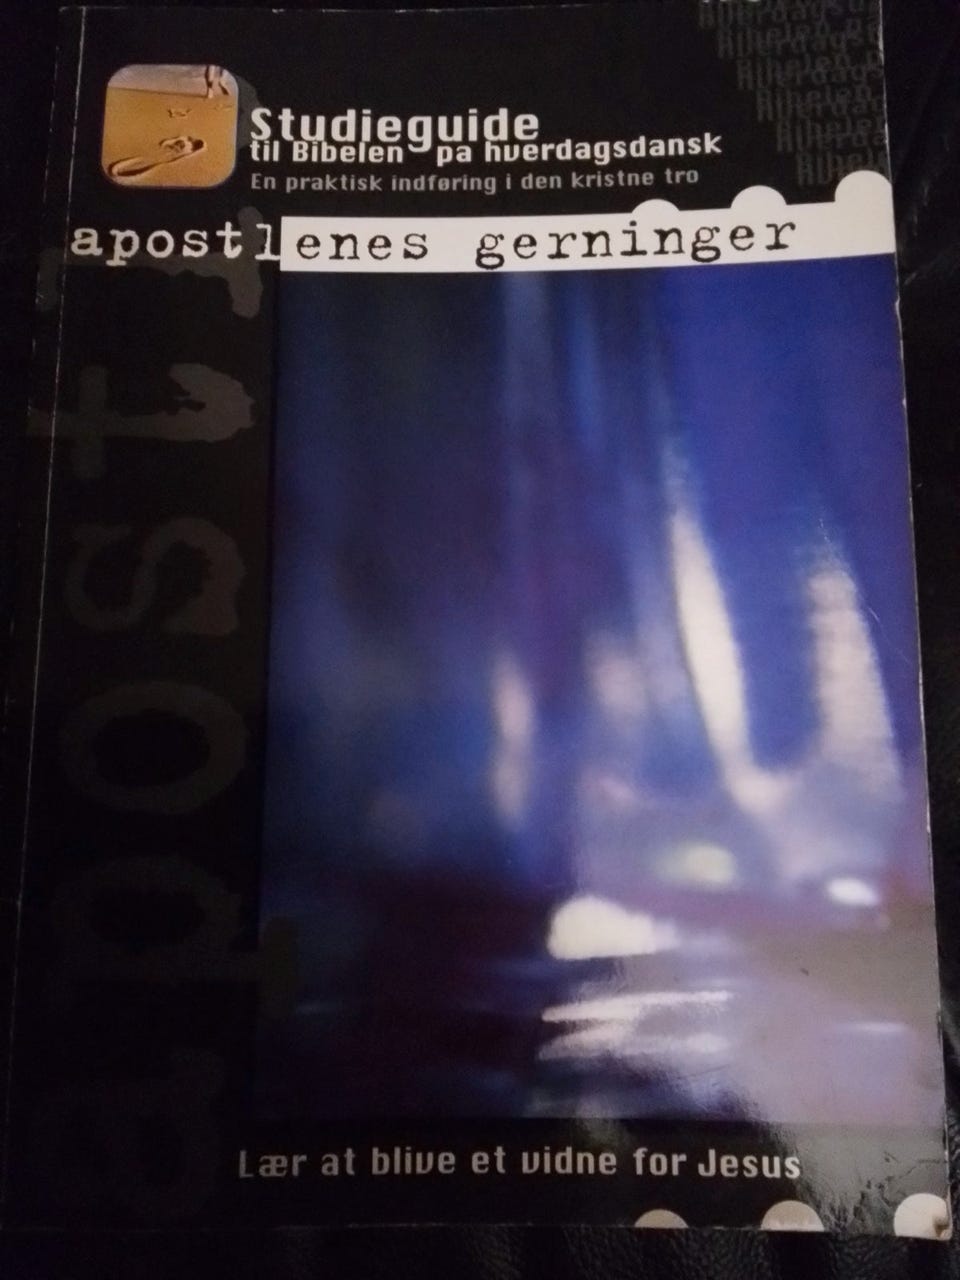 Studieguide
til Bibelen på hverdagsdansk
En praktisk indføring i den kristne tro
apostlenes gerninger
apostl
Lær at blive et vidne for Jesus